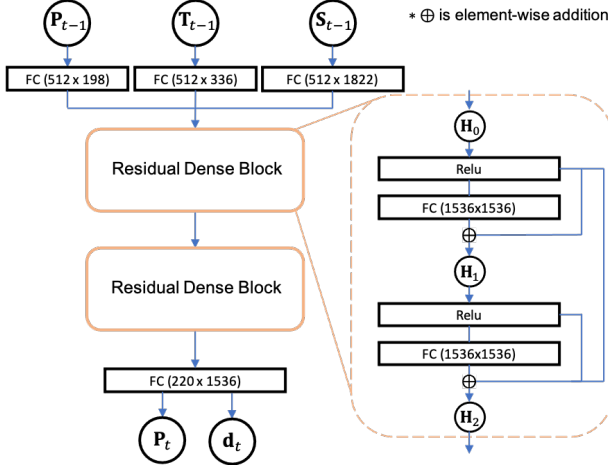 P_{t−1} T_{t−1} S_{t−1} * ⊕ is element-wise addition
FC (512 x 198) FC (512 x 336) FC (512 x 1822)
Residual Dense Block
Residual Dense Block
FC (220 x 1536)
P_t d_t
H_0
Relu
FC (1536x1536)
⊕
H_1
Relu
FC (1536x1536)
⊕
H_2